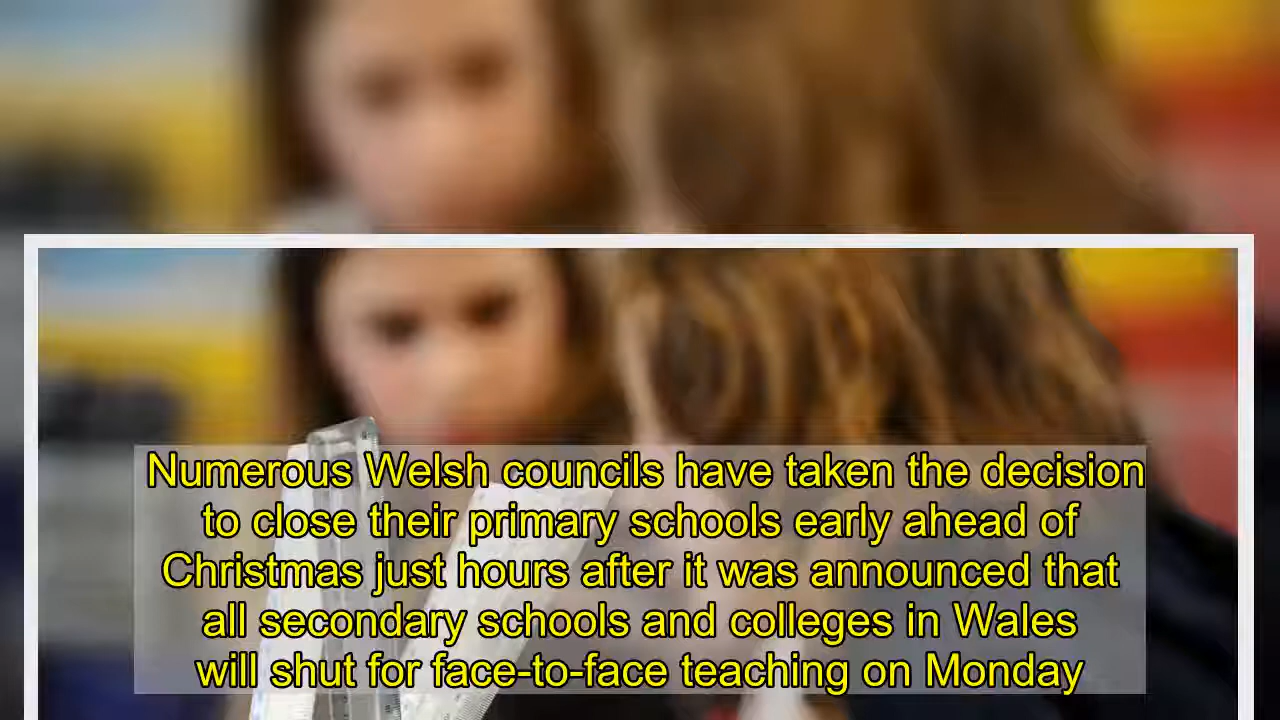 Numerous Welsh councils have taken the decision
to close their primary schools early ahead of
Christmas just hours after it was announced that
all secondary schools and colleges in Wales
will shut for face-to-face teaching on Monday